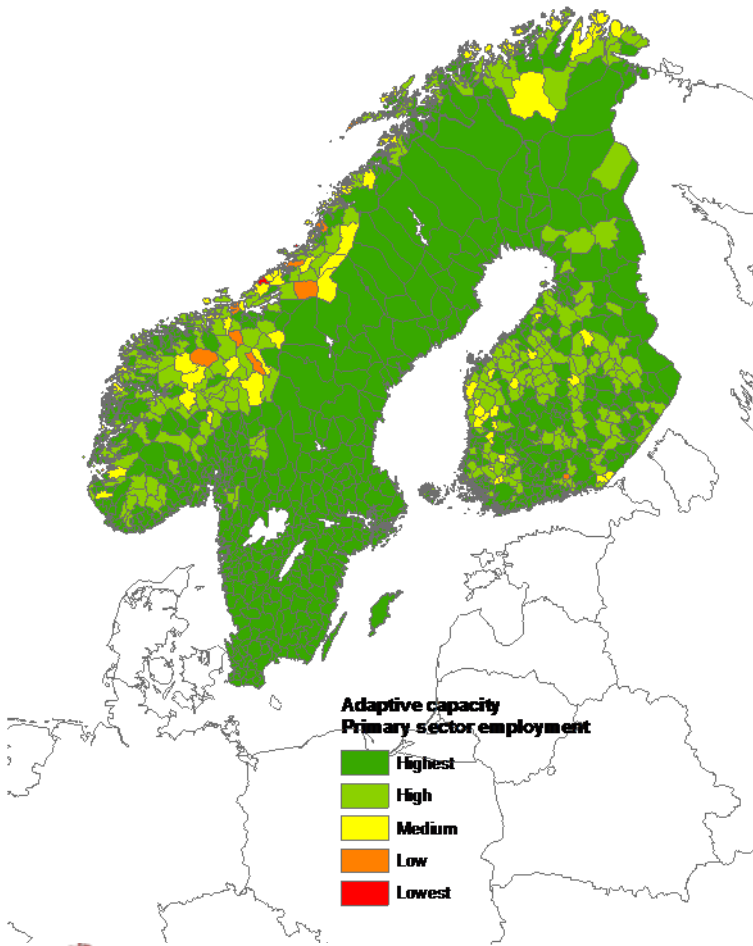 Adaptive capacity
Primary sector employment
Highest
High
Medium
Low
Lowest